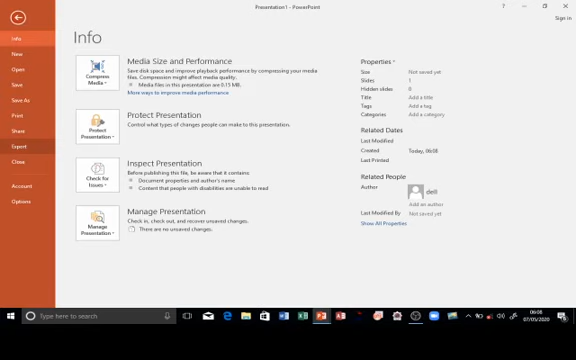 Presentation1 - PowerPoint
Sign in
Info
New
Open
Save
Save As
Print
Share
Export
Close
Account
Options
Info
Compress
Media
Media Size and Performance
Save disk space and improve playback performance by compressing your media
files. Compression might affect media quality.
Media files in this presentation are 0.15 MB.
More ways to improve media performance
Protect
Presentation
Protect Presentation
Control what types of changes people can make to this presentation.
Check for
Issues
Inspect Presentation
Before publishing this file, be aware that it contains:
Document properties and author's name
Content that people with disabilities are unable to read
Manage
Presentation
Manage Presentation
Check in, check out, and recover unsaved changes.
There are no unsaved changes.
Properties
Size Not saved yet
Slides 1
Hidden slides 0
Title Add a title
Tags Add a tag
Categories Add a category
Related Dates
Last Modified
Created Today, 06:08
Last Printed
Related People
Author dell
Add an author
Last Modified By Not saved yet
Show All Properties
Type here to search
06:08
07/05/2020